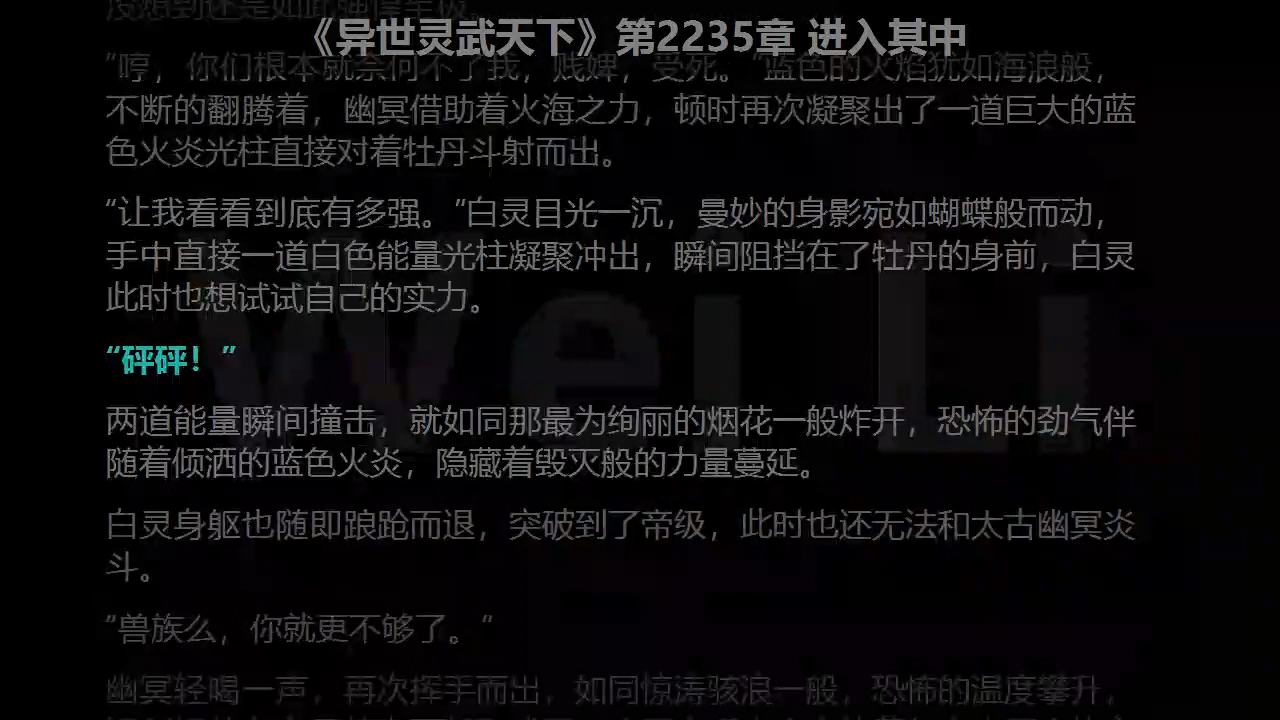 没想到还是如此强悍至极。
《异世灵武天下》第2235章 进入其中
“哼，你们根本就奈何不了我，贱婢，受死。”蓝色的火焰犹如海浪般，
不断的翻腾着，幽冥借助着火海之力，顿时再次凝聚出了一道巨大的蓝
色火炎光柱直接对着牡丹斗射而出。
“让我看看到底有多强。”白灵目光一沉，曼妙的身影宛如蝴蝶般而动，
手中直接一道白色能量光柱凝聚冲出，瞬间阻挡在了牡丹的身前，白灵
此时也想试试自己的实力。
“砰砰！”
两道能量瞬间撞击，就如同那最为绚丽的烟花一般炸开，恐怖的劲气伴
随着倾洒的蓝色火炎，隐藏着毁灭般的力量蔓延。
白灵身躯也随即踉跄而退，突破到了帝级，此时也还无法和太古幽冥炎
斗。
“兽族么，你就更不够了。”
幽冥轻喝一声，再次挥手而出，如同惊涛骇浪一般，恐怖的温度攀升，
Wei Li